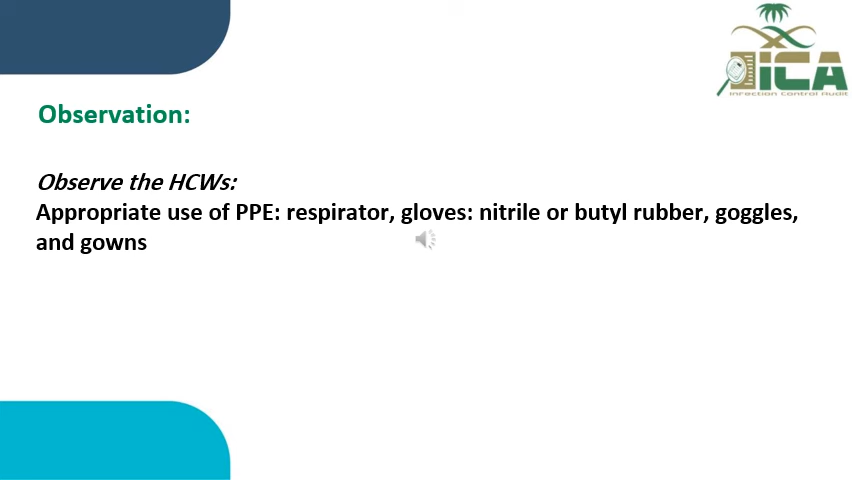 iCA
Infection Control Audit
Observation:
Observe the HCWs:
Appropriate use of PPE: respirator, gloves: nitrile or butyl rubber, goggles,
and gowns